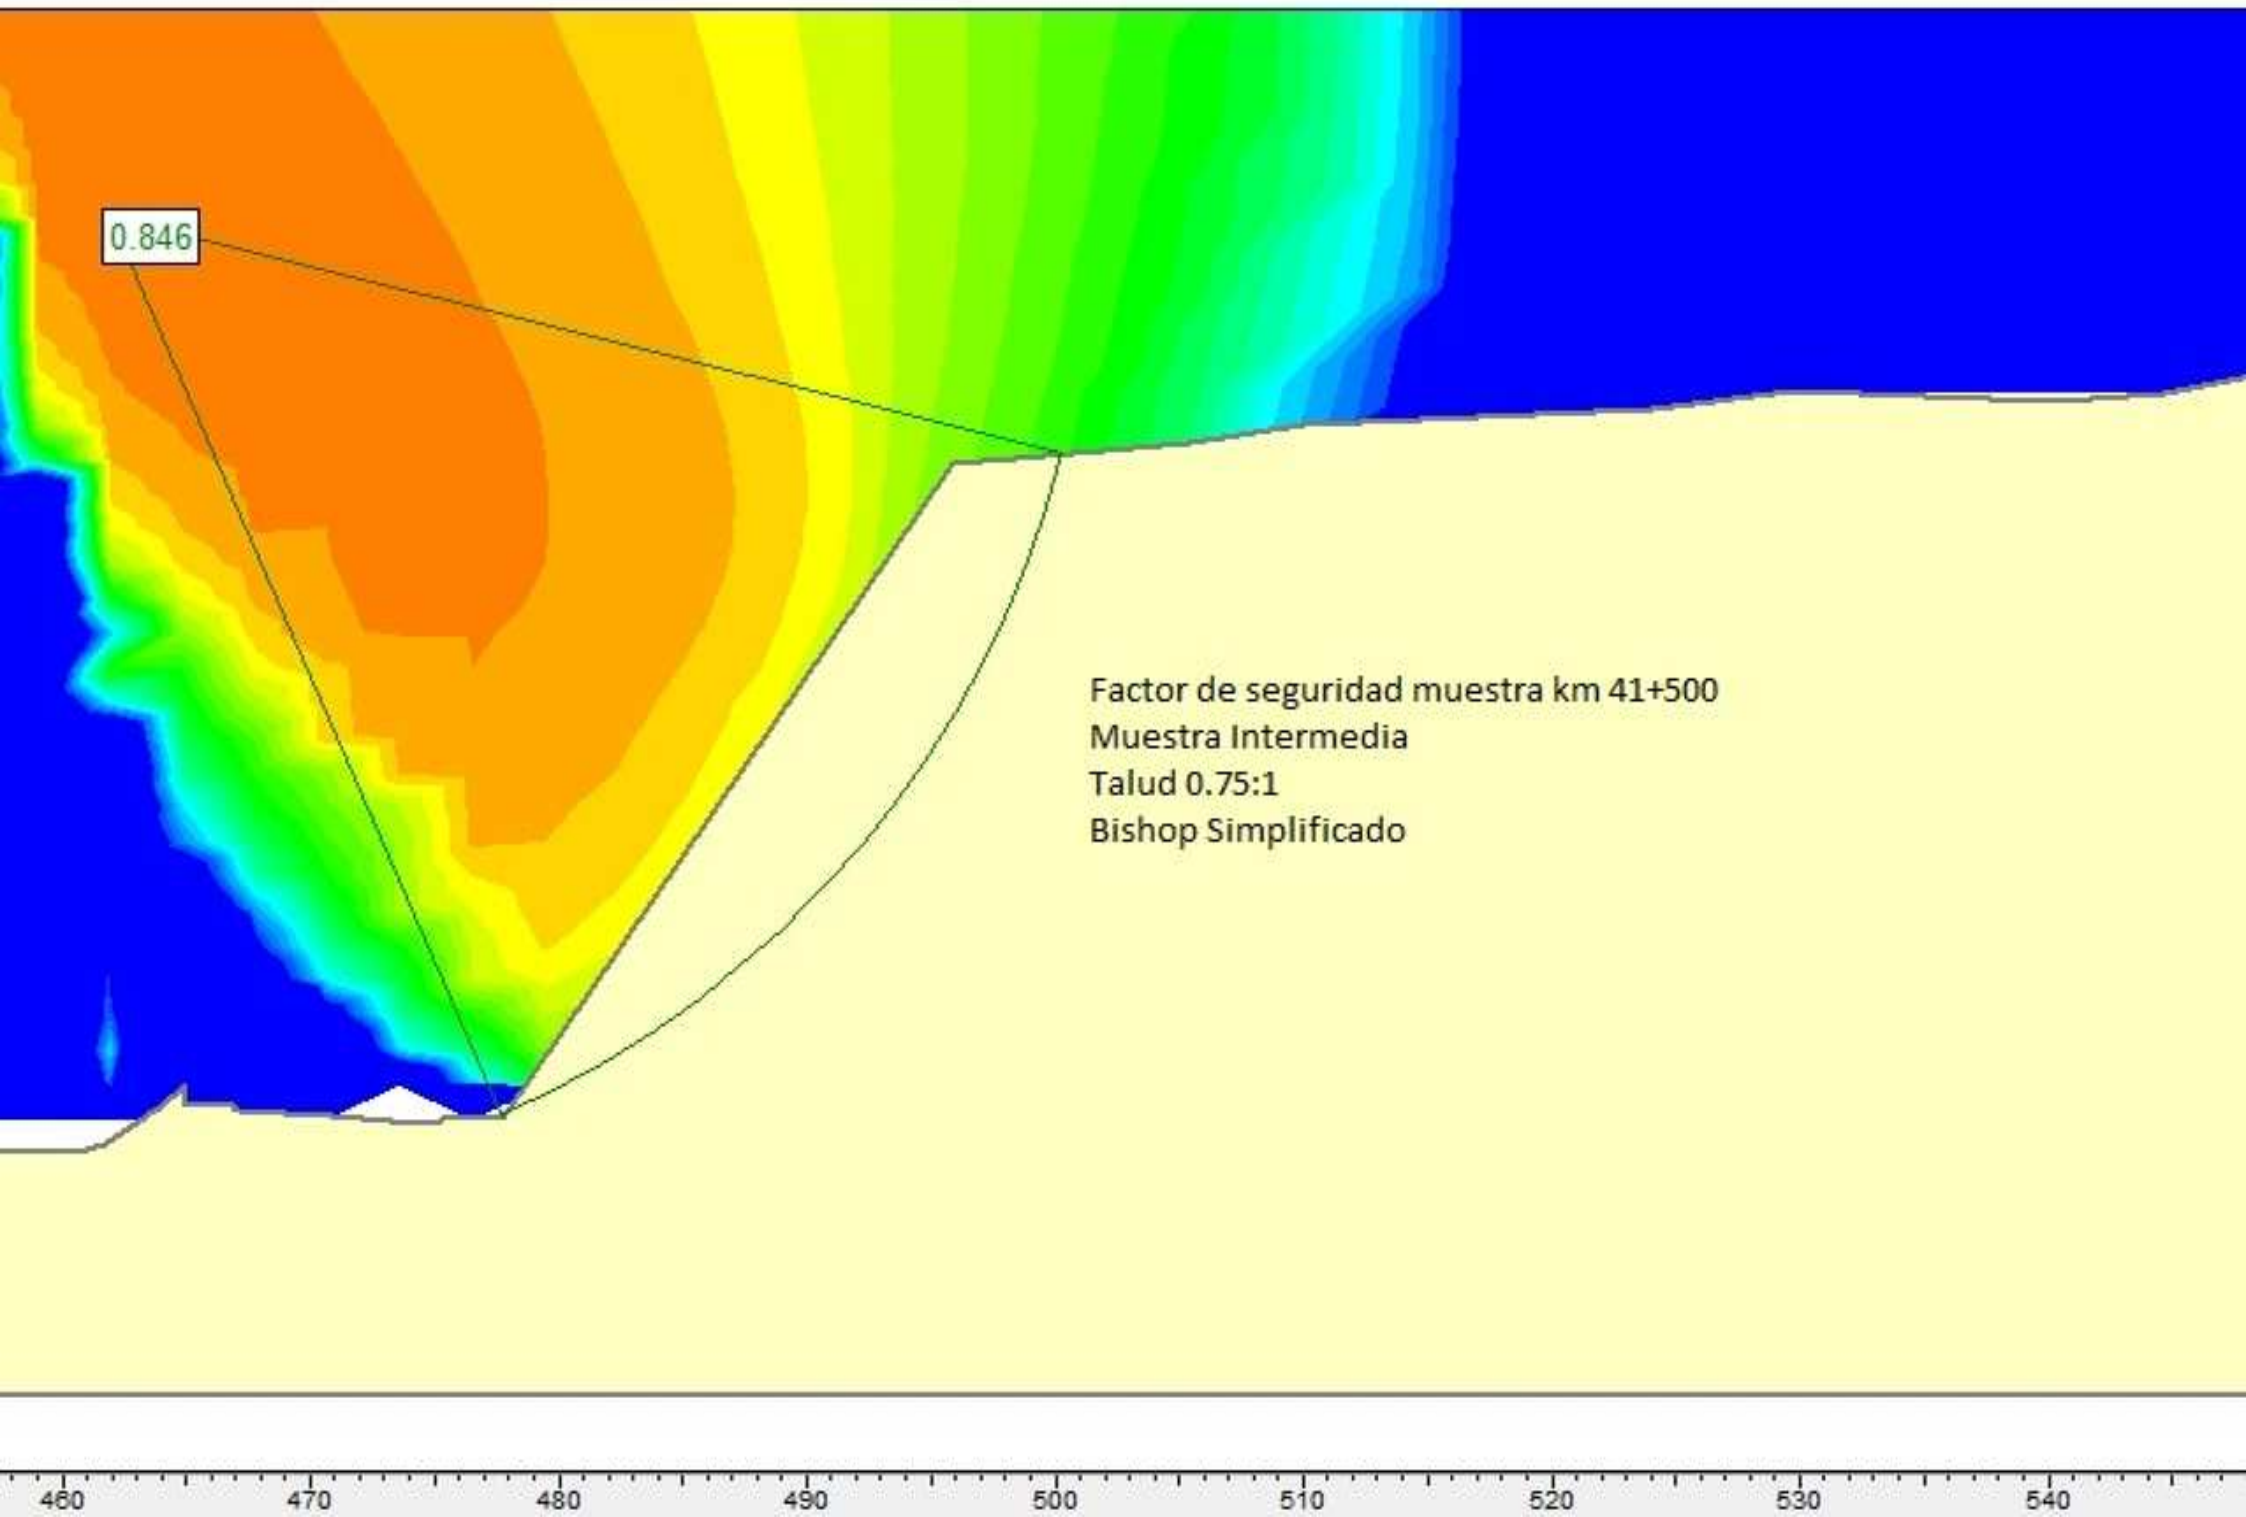 0.846
Factor de seguridad muestra km 41+500
Muestra Intermedia
Talud 0.75:1
Bishop Simplificado
460 470 480 490 500 510 520 530 540